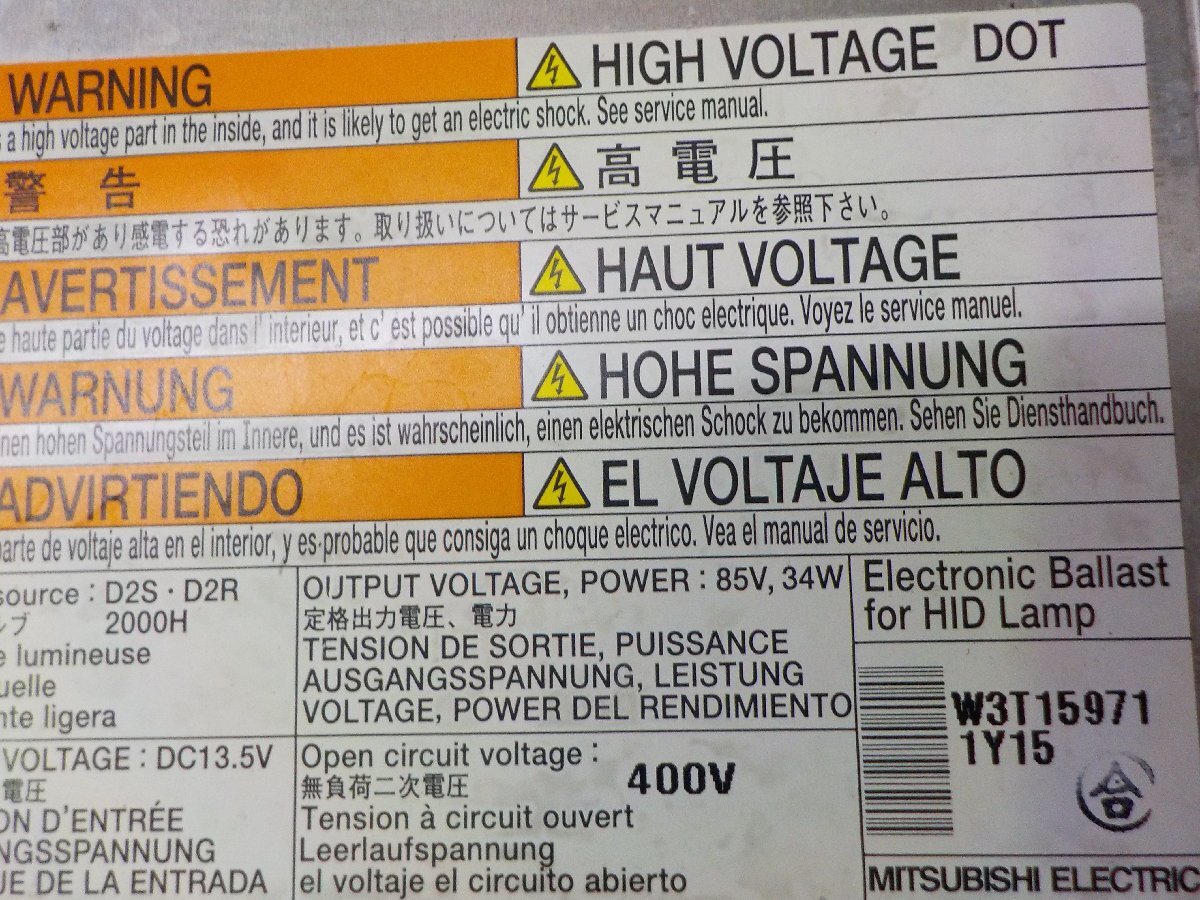 WARNING
HIGH VOLTAGE DOT
a high voltage part in the inside, and it is likely to get an electric shock. See service manual.
警 告
高 電 圧
高電圧部があり感電する恐れがあります。取り扱いについてはサービスマニュアルを参照下さい。
AVERTISSEMENT
HAUT VOLTAGE
haute partie du voltage dans l' interieur, et c' est possible qu' il obtienne un choc electrique. Voyez le service manuel.
WARNUNG
HOHE SPANNUNG
hohen Spannungsteil im Innere, und es ist wahrscheinlich, einen elektrischen Schock zu bekommen. Sehen Sie Diensthandbuch.
ADVIRTIENDO
EL VOLTAJE ALTO
parte de voltaje alta en el interior, y es probable que consiga un choque electrico. Vea el manual de servicio.
source : D2S · D2R
2000H
lumineuse
ligera
OUTPUT VOLTAGE, POWER : 85V, 34W
定格出力電圧、電力
TENSION DE SORTIE, PUISSANCE
AUSGANGSSPANNUNG, LEISTUNG
VOLTAGE, POWER DEL RENDIMIENTO
Electronic Ballast
for HID Lamp
W3T15971
1Y15
合
VOLTAGE : DC13.5V
電圧
D'ENTRÉE
DE LA ENTRADA
Open circuit voltage :
400V
無負荷二次電圧
Tension à circuit ouvert
Leerlaufspannung
el voltaje el circuito abierto
MITSUBISHI ELECTRIC